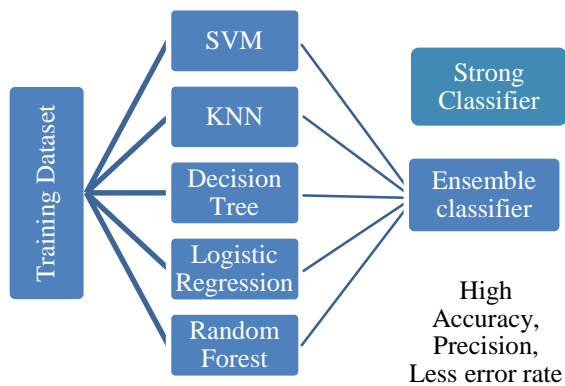 Training Dataset
SVM
KNN
Decision
Tree
Logistic
Regression
Random
Forest
Strong
Classifier
Ensemble
classifier
High
Accuracy,
Precision,
Less error rate